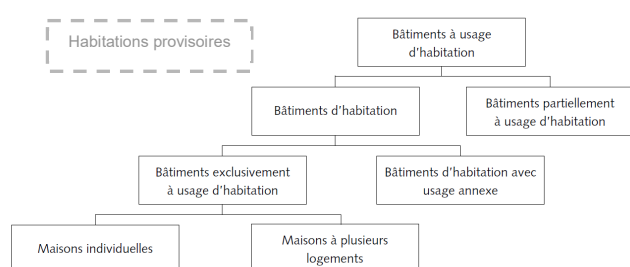 Habitations provisoires
Bâtiments à usage
d'habitation
Bâtiments d'habitation
Bâtiments partiellement
à usage d'habitation
Bâtiments exclusivement
à usage d'habitation
Bâtiments d'habitation avec
usage annexe
Maisons individuelles
Maisons à plusieurs
logements